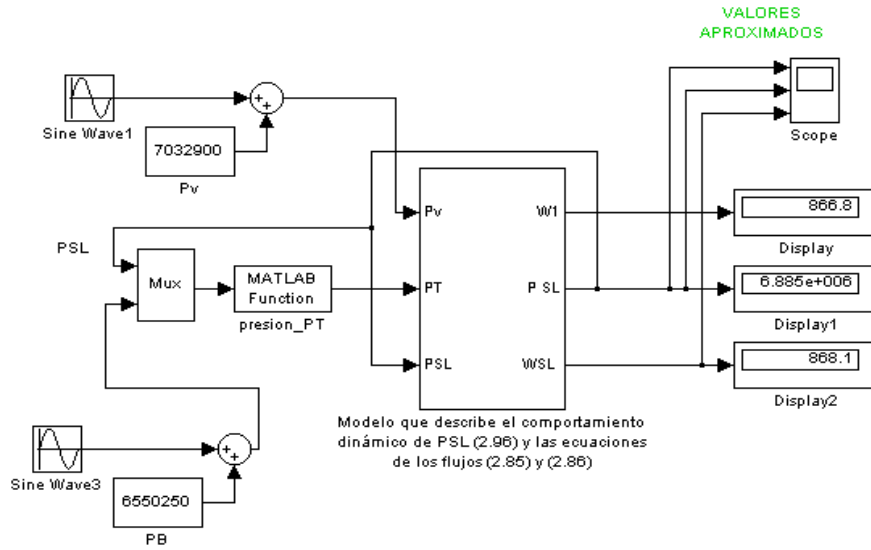 VALORES
APROXIMADOS
Scope
Sine Wave1
7032900
Pv
Pv
W1
866.8
Display
PSL
Mux
MATLAB
Function
presion_PT
PT
P SL
6.885e+006
Display1
PSL
WSL
868.1
Display2
Modelo que describe el comportamiento
dinámico de PSL (2.96) y las ecuaciones
de los flujos (2.85) y (2.86)
Sine Wave3
6550250
PB